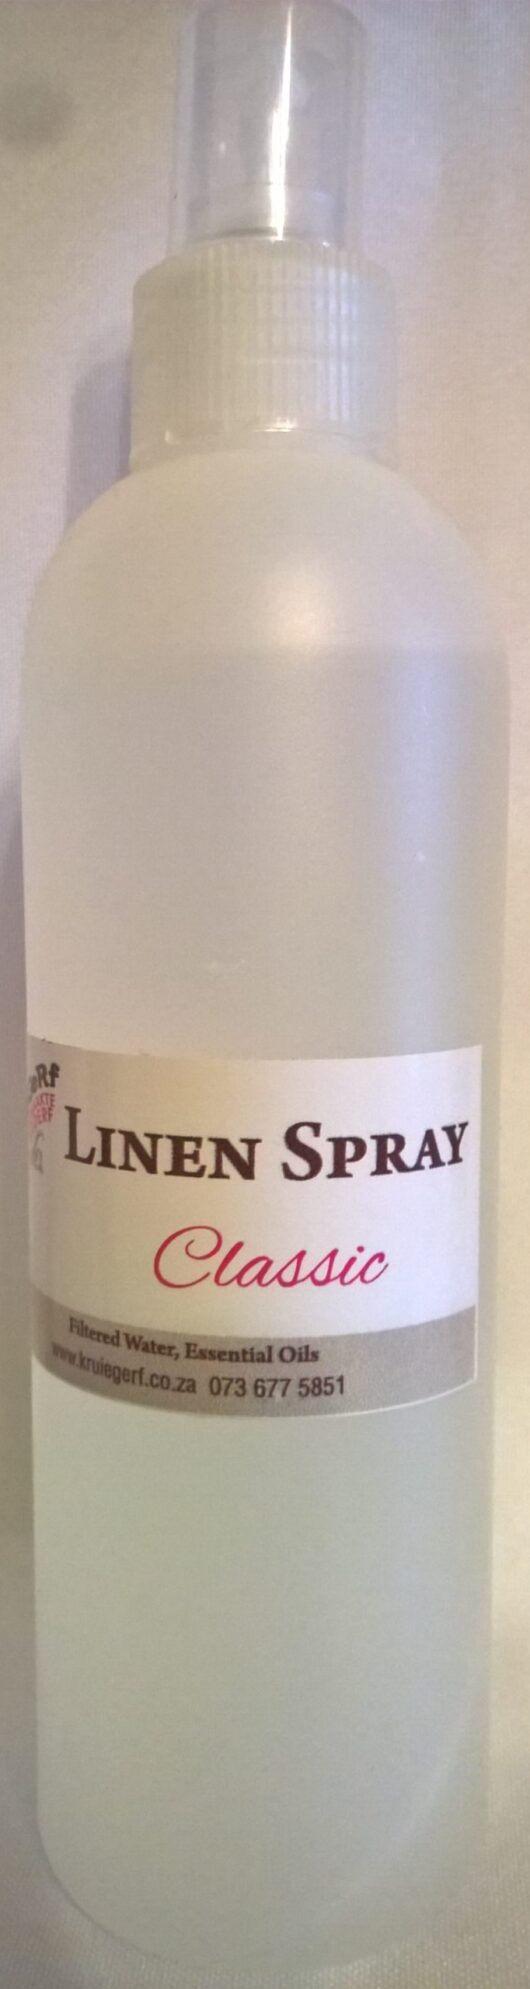 Linen Spray
Classic
Filtered Water, Essential Oils
www.kruiegerf.co.za 073 677 5851